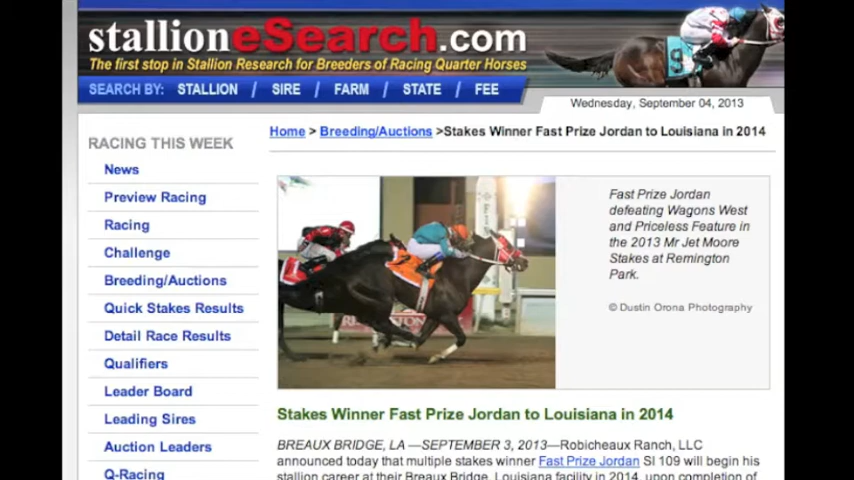 stallioneSearch.com
The first stop in Stallion Research for Breeders of Racing Quarter Horses
SEARCH BY: STALLION / SIRE / FARM / STATE / FEE
9
Wednesday, September 04, 2013
Home > Breeding/Auctions >Stakes Winner Fast Prize Jordan to Louisiana in 2014
RACING THIS WEEK
News
Preview Racing
Racing
Challenge
Breeding/Auctions
Quick Stakes Results
Detail Race Results
Qualifiers
Leader Board
Leading Sires
Auction Leaders
Q-Racing
Fast Prize Jordan
defeating Wagons West
and Priceless Feature in
the 2013 Mr Jet Moore
Stakes at Remington
Park.
© Dustin Orona Photography
1
Stakes Winner Fast Prize Jordan to Louisiana in 2014
BREAUX BRIDGE, LA —SEPTEMBER 3, 2013—Robicheaux Ranch, LLC
announced today that multiple stakes winner Fast Prize Jordan SI 109 will begin his
stallion career at their Breaux Bridge, Louisiana facility in 2014, upon completion of